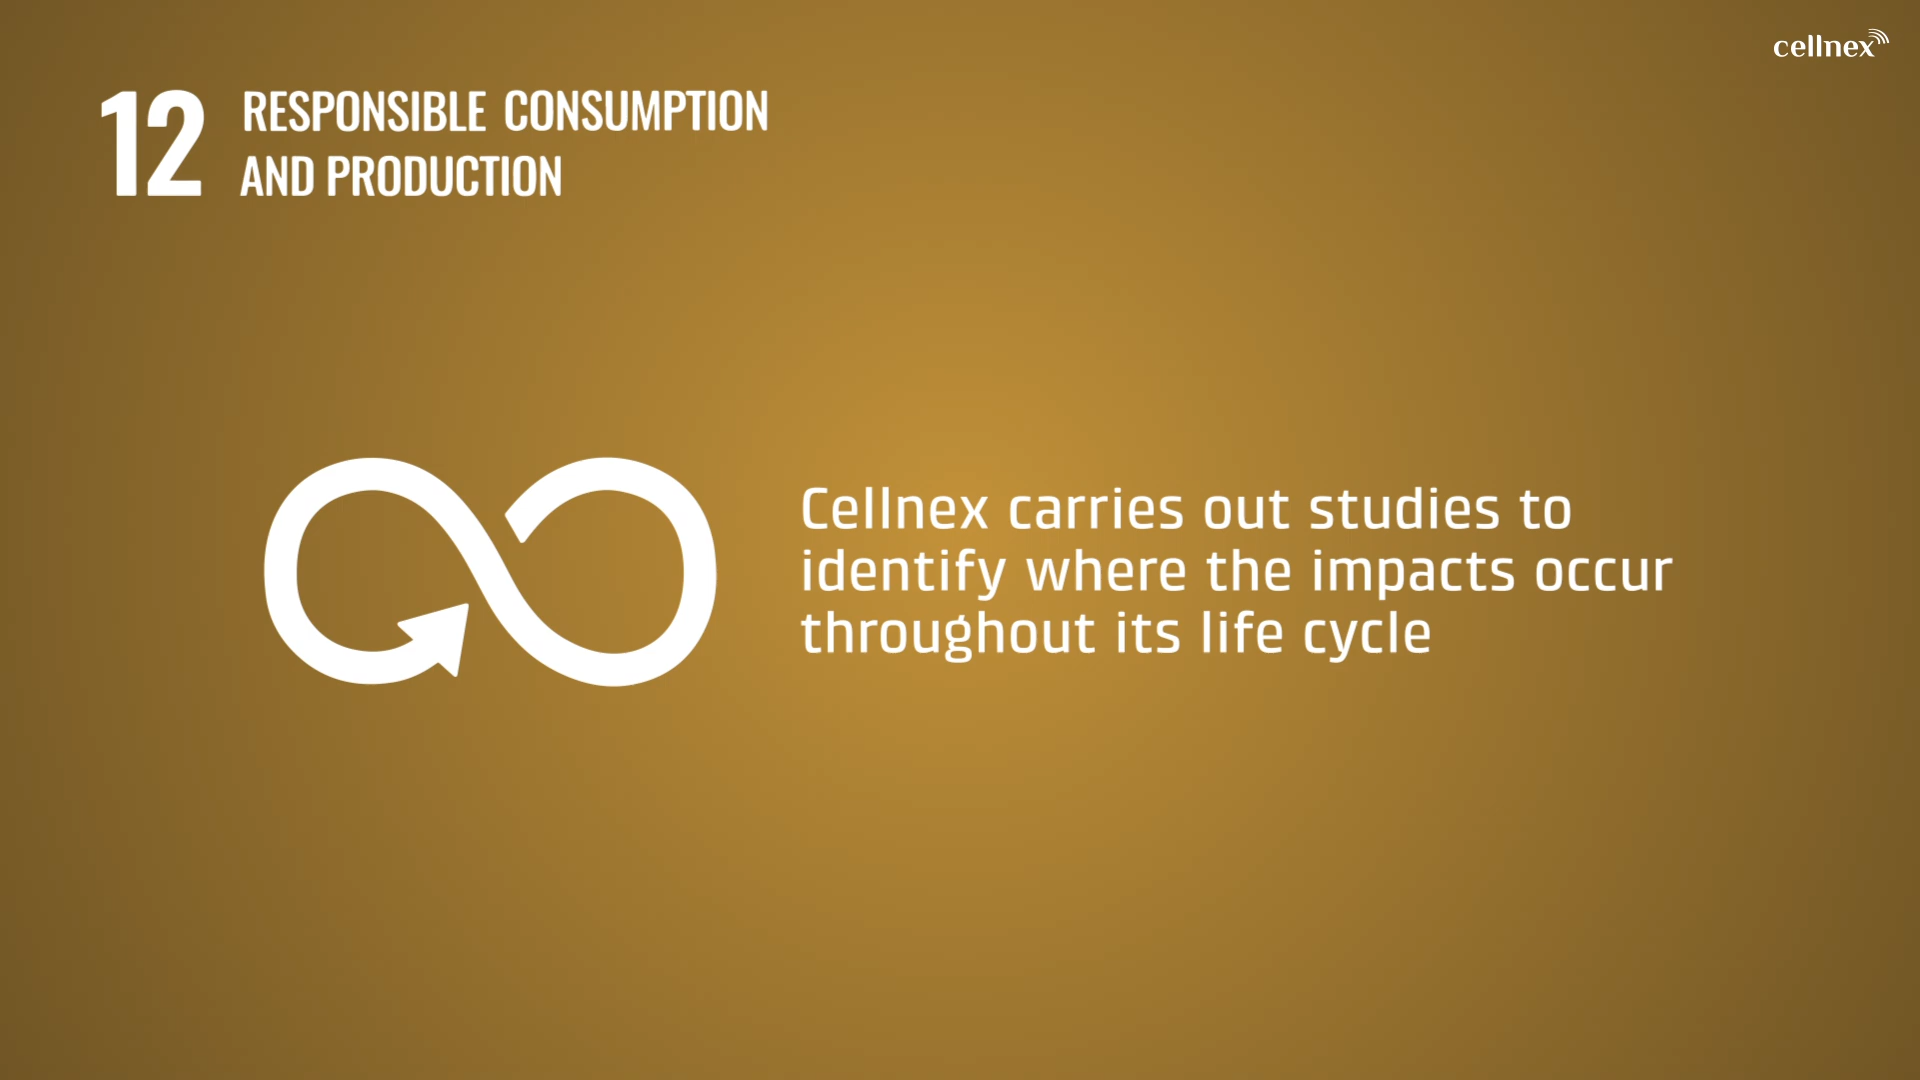 cellnex
12
RESPONSIBLE CONSUMPTION
AND PRODUCTION
Cellnex carries out studies to
identify where the impacts occur
throughout its life cycle